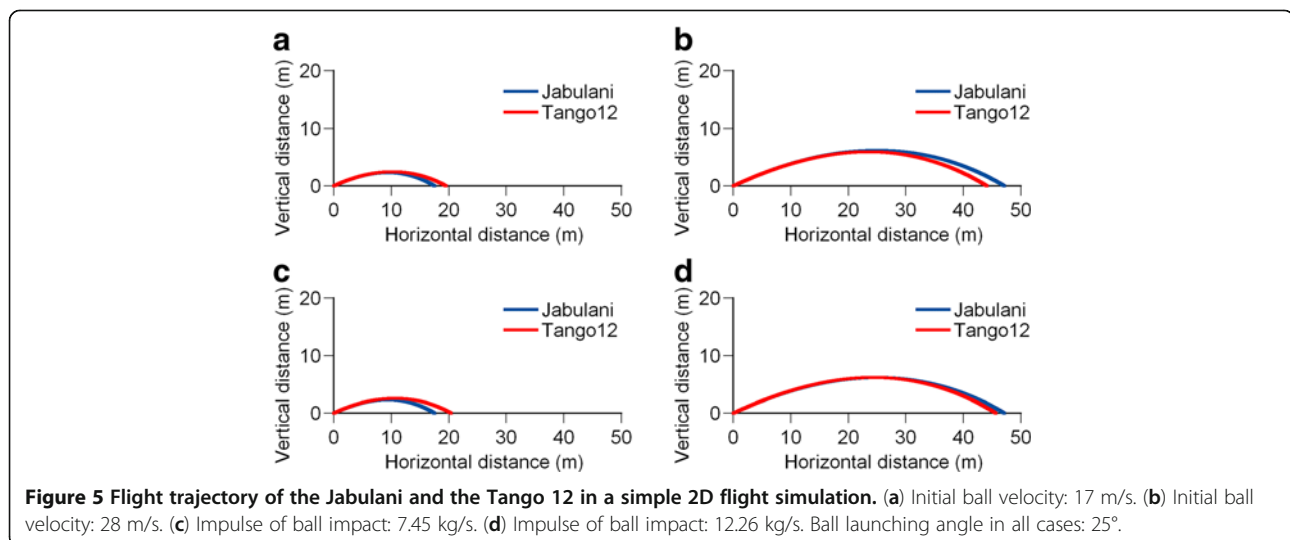 a
b
Vertical distance (m)
20
10
0
Jabulani
Tango12
0 10 20 30 40 50
Horizontal distance (m)
Vertical distance (m)
20
10
0
Jabulani
Tango12
0 10 20 30 40 50
Horizontal distance (m)
c
d
Vertical distance (m)
20
10
0
Jabulani
Tango12
0 10 20 30 40 50
Horizontal distance (m)
Vertical distance (m)
20
10
0
Jabulani
Tango12
0 10 20 30 40 50
Horizontal distance (m)
Figure 5 Flight trajectory of the Jabulani and the Tango 12 in a simple 2D flight simulation. (a) Initial ball velocity: 17 m/s. (b) Initial ball
velocity: 28 m/s. (c) Impulse of ball impact: 7.45 kg/s. (d) Impulse of ball impact: 12.26 kg/s. Ball launching angle in all cases: 25°.